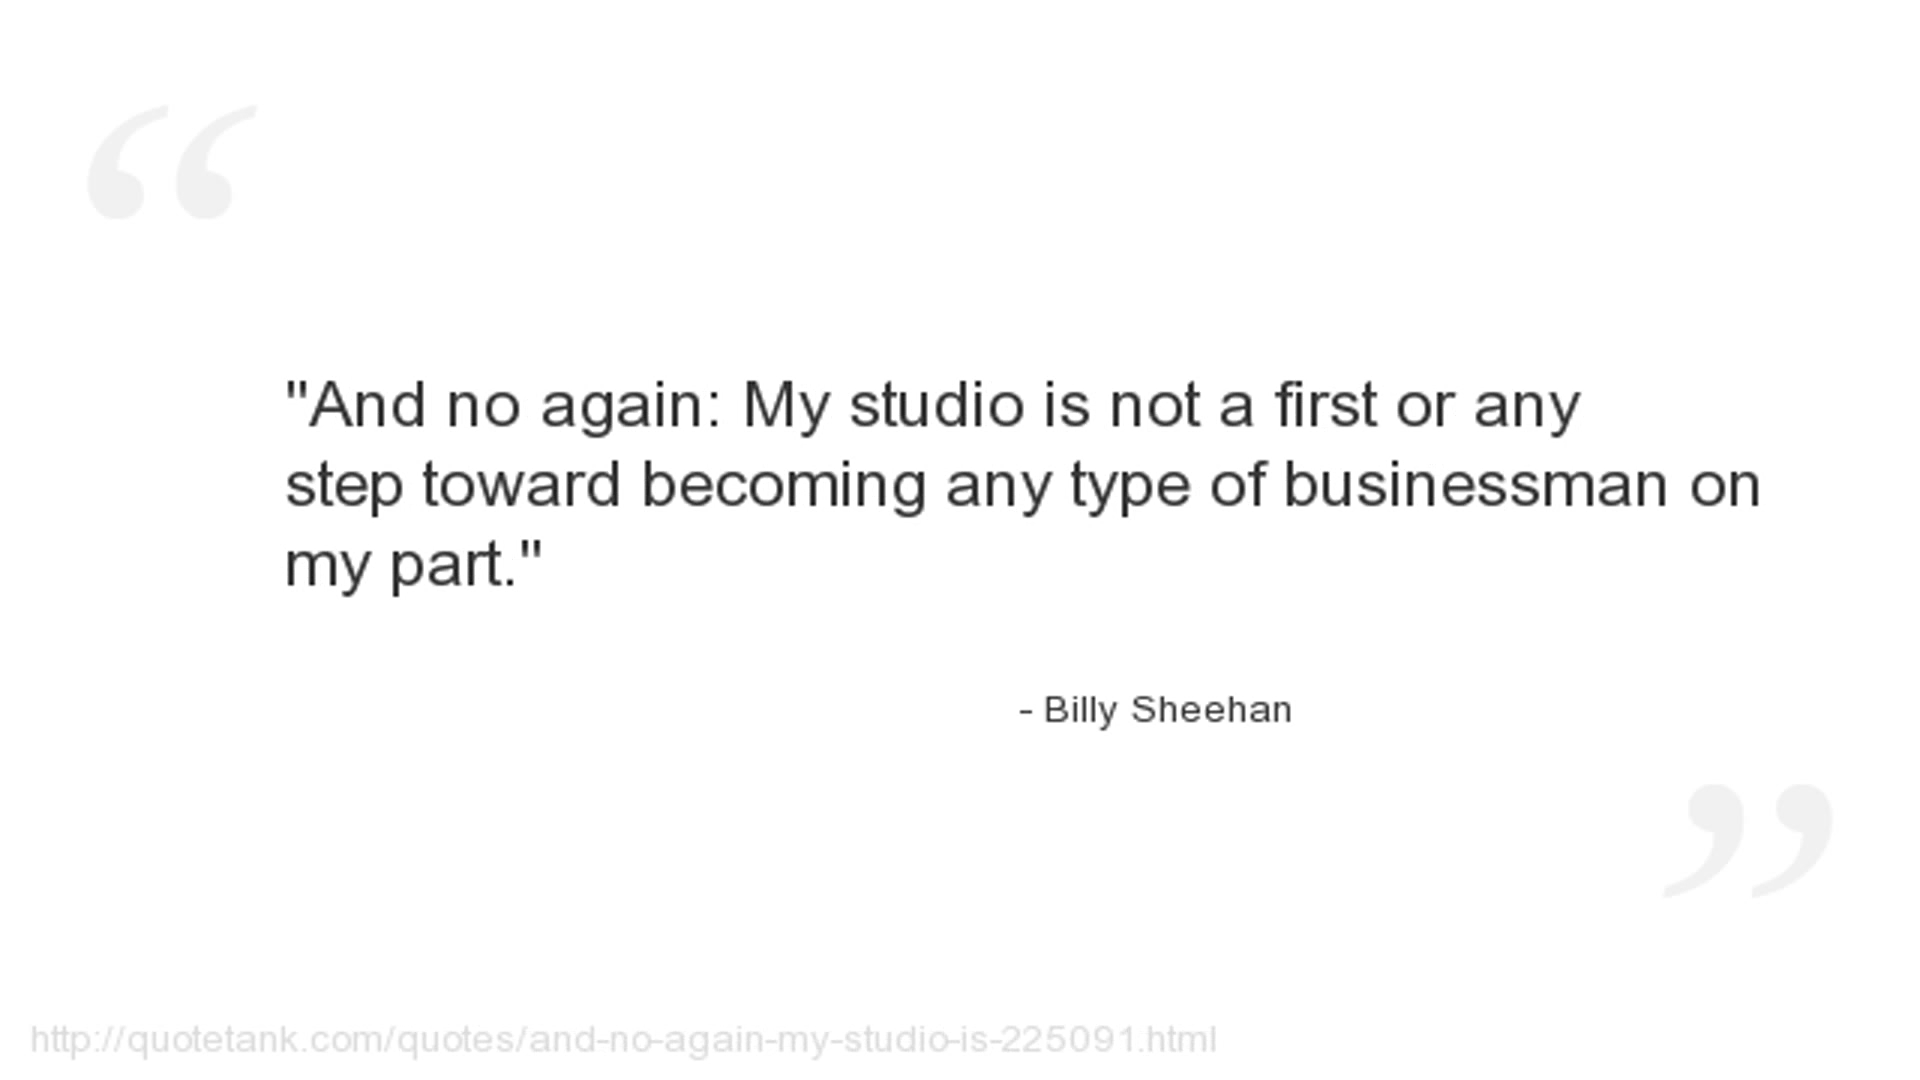 "And no again: My studio is not a first or any
step toward becoming any type of businessman on
my part."
- Billy Sheehan
http://quotetank.com/quotes/and-no-again-my-studio-is-225091.html